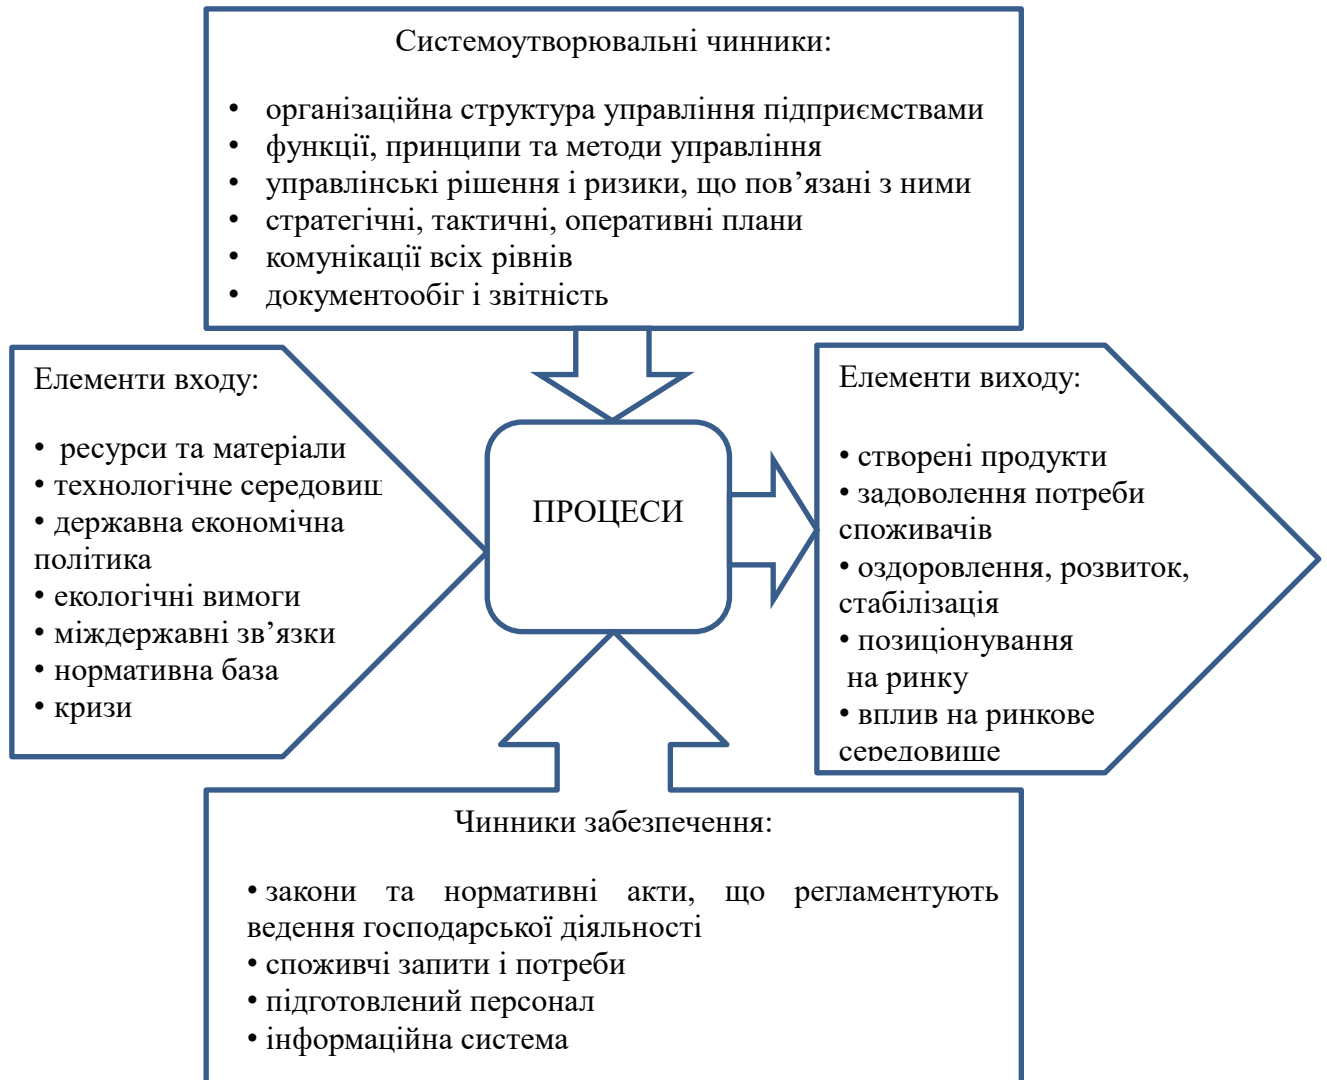 Системоутворювальні чинники:
• організаційна структура управління підприємствами
• функції, принципи та методи управління
• управлінські рішення і ризики, що пов’язані з ними
• стратегічні, тактичні, оперативні плани
• комунікації всіх рівнів
• документообіг і звітність
Елементи входу:
• ресурси та матеріали
• технологічне середовищ
• державна економічна
політика
• екологічні вимоги
• міждержавні зв’язки
• нормативна база
• кризи
ПРОЦЕСИ
Елементи виходу:
• створені продукти
• задоволення потреби
споживачів
• оздоровлення, розвиток,
стабілізація
• позиціонування
на ринку
• вплив на ринкове
середовище
Чинники забезпечення:
• закони та нормативні акти, що регламентують
ведення господарської діяльності
• споживчі запити і потреби
• підготовлений персонал
• інформаційна система